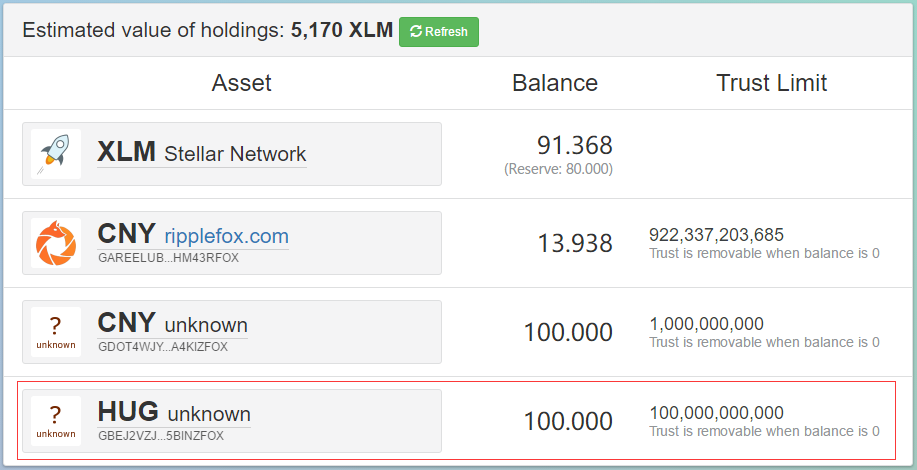 Estimated value of holdings: 5,170 XLM Refresh
Asset Balance Trust Limit
XLM Stellar Network 91.368
(Reserve: 80.000)
CNY ripplefox.com 13.938 922,337,203,685
GAREELUB...HM43RFOX Trust is removable when balance is 0
? unknown CNY unknown 100.000 1,000,000,000
GDOT4WJY...A4KIZFOX Trust is removable when balance is 0
? unknown HUG unknown 100.000 100,000,000,000
GBEJ2VZJ...5BINZFOX Trust is removable when balance is 0